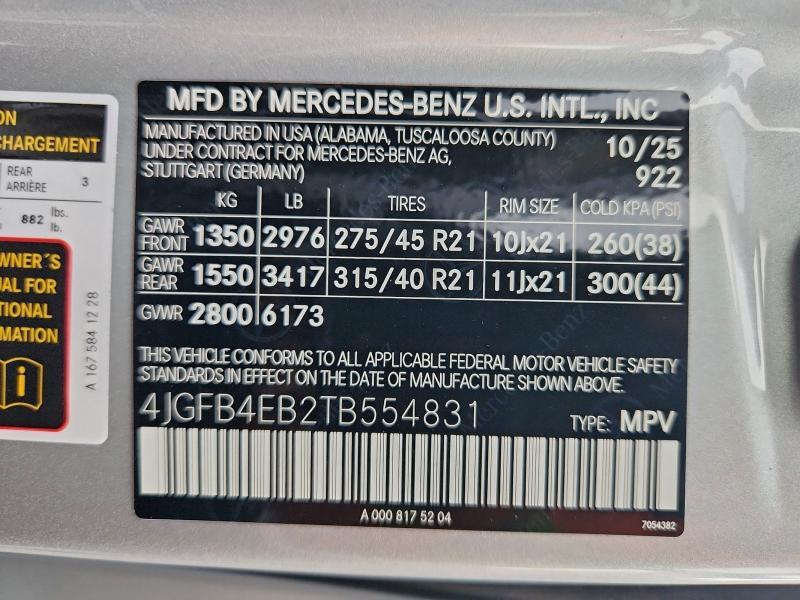 ON
CHARGEMENT
REAR
ARRIÈRE 3
882 lbs.
lb.
WNER'S
UAL FOR
TIONAL
RMATION
A 167 584 12 28
MFD BY MERCEDES-BENZ U.S. INTL., INC
MANUFACTURED IN USA (ALABAMA, TUSCALOOSA COUNTY)
UNDER CONTRACT FOR MERCEDES-BENZ AG,
STUTTGART (GERMANY)
10/25
922
KG LB TIRES RIM SIZE COLD KPA (PSI)
GAWR FRONT 1350 2976 275/45 R21 10Jx21 260(38)
GAWR REAR 1550 3417 315/40 R21 11Jx21 300(44)
GVWR 2800 6173
THIS VEHICLE CONFORMS TO ALL APPLICABLE FEDERAL MOTOR VEHICLE SAFETY
STANDARDS IN EFFECT ON THE DATE OF MANUFACTURE SHOWN ABOVE.
4JGFB4EB2TB554831 TYPE: MPV
A 000 817 52 04
7054382